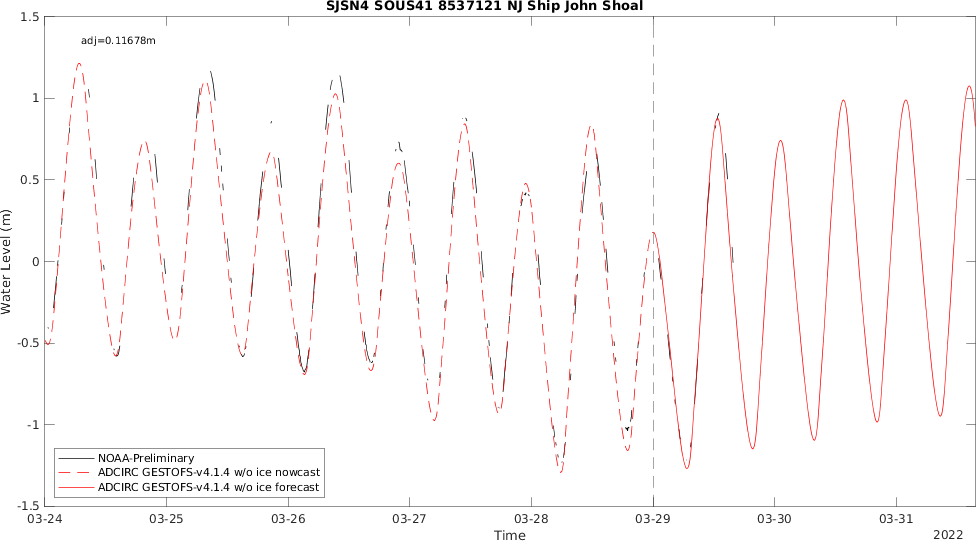 SJSN4 SOUS41 8537121 NJ Ship John Shoal
adj=0.11678m
1.5
1
0.5
0
-0.5
-1
-1.5
Water Level (m)
NOAA-Preliminary
ADCIRC GESTOFS-v4.1.4 w/o ice nowcast
ADCIRC GESTOFS-v4.1.4 w/o ice forecast
03-24 03-25 03-26 03-27 03-28 03-29 03-30 03-31
Time
2022